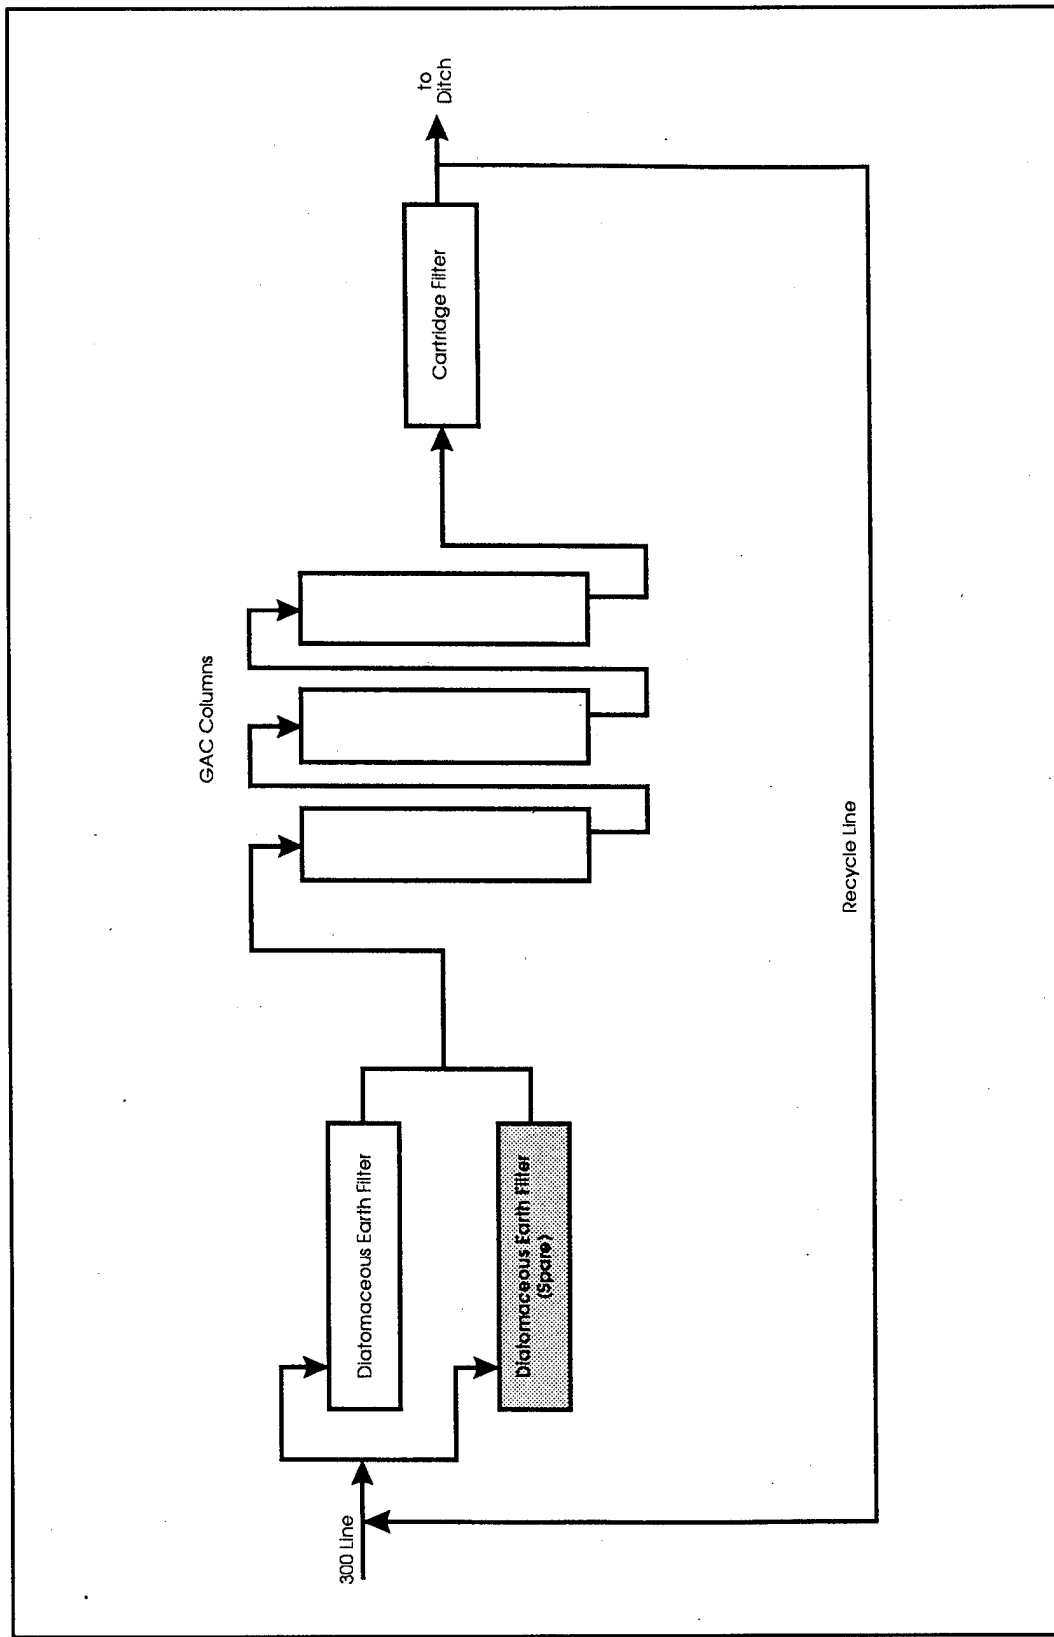 300 Line
Diatomaceous Earth Filter
Diatomaceous Earth Filter
(Spare)
GAC Columns
Cartridge Filter
to
Ditch
Recycle Line